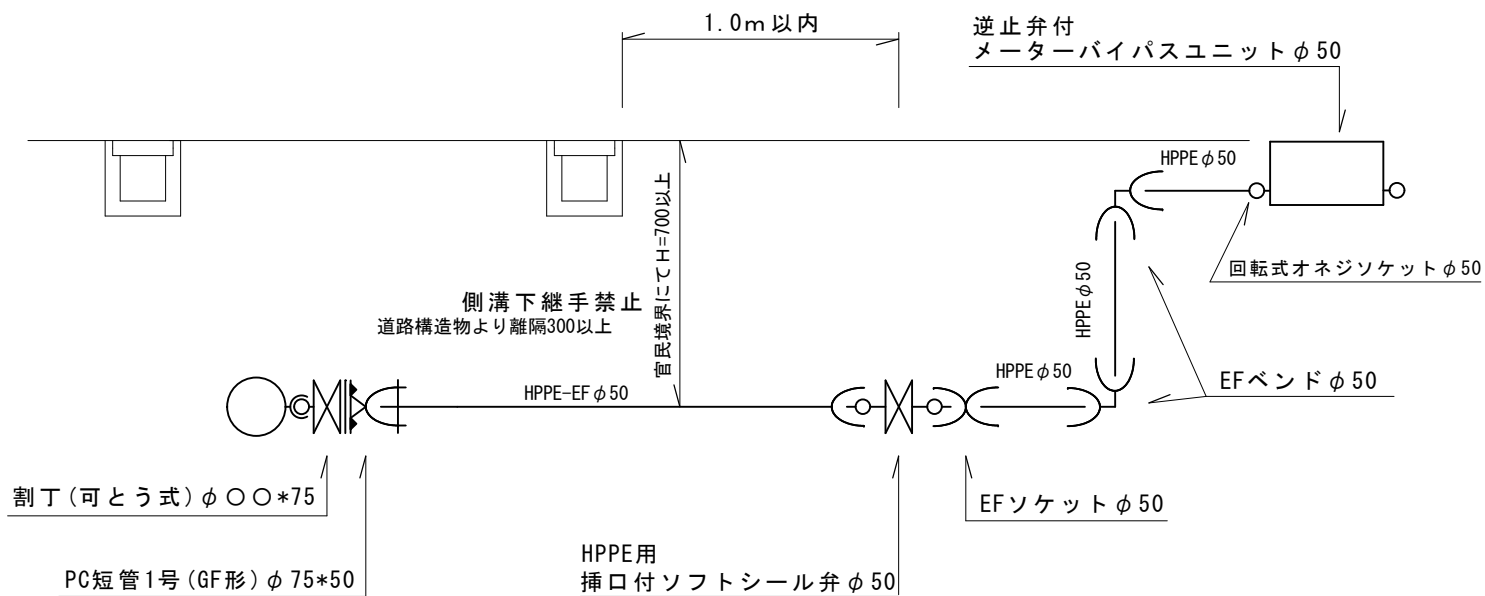 1.0m以内
逆止弁付
メーターバイパスユニットφ50
HPPEφ50
官民境界にてH=700以上
HPPEφ50
回転式オネジソケットφ50
側溝下継手禁止
道路構造物より離隔300以上
HPPE-EFφ50
HPPEφ50
EFベンドφ50
割丁(可とう式)φ○○*75
EFソケットφ50
PC短管1号(GF形)φ75*50
HPPE用
挿口付ソフトシール弁φ50